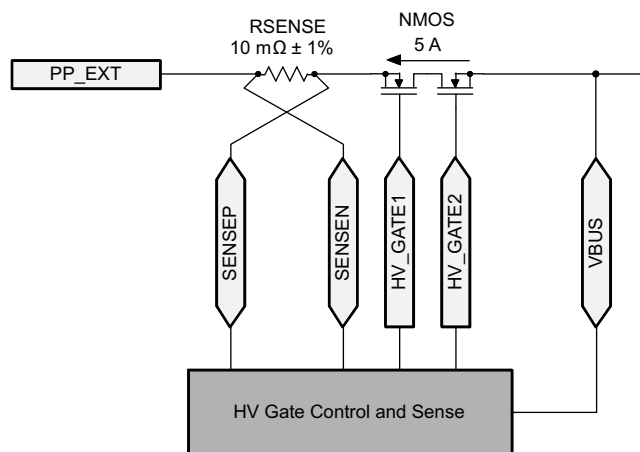 RSENSE
10 mΩ ± 1%
NMOS
5 A
PP_EXT
SENSEP
SENSEN
HV_GATE1
HV_GATE2
VBUS
HV Gate Control and Sense